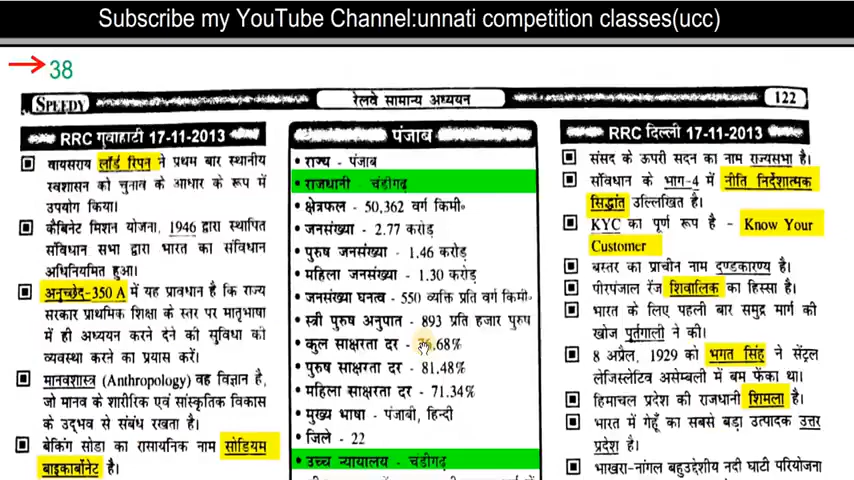 Subscribe my YouTube Channel:unnati competition classes(ucc)
38
SPEEDY
रेलवे सामान्य अध्ययन
122
RRC गुवाहाटी 17-11-2013
वायसराय लॉर्ड रिपन ने प्रथम बार स्थानीय
स्वशासन को चुनाव के आधार के रूप में
उपयोग किया।
कैबिनेट मिशन योजना, 1946 द्वारा स्थापित
संविधान सभा द्वारा भारत का संविधान
अधिनियमित हुआ।
अनुच्छेद-350 A में यह प्रावधान है कि राज्य
सरकार प्राथमिक शिक्षा के स्तर पर मातृभाषा
में ही अध्ययन करने देने की सुविधा को
व्यवस्था करने का प्रयास करें।
मानवशास्त्र (Anthropology) वह विज्ञान है,
जो मानव के शारीरिक एवं सांस्कृतिक विकास
के उद्भव से संबंध रखता है।
बेकिंग सोडा का रासायनिक नाम सोडियम
बाइकार्बोनेट है।
पंजाब
• राज्य - पंजाब
• राजधानी चंडीगढ़
• क्षेत्रफल - 50,362 वर्ग किमी॰
• जनसंख्या - 2.77 करोड़
• पुरुष जनसंख्या - 1.46 करोड़
• महिला जनसंख्या - 1.30 करोड़
• जनसंख्या घनत्व - 550 व्यक्ति प्रति वर्ग किमी॰
• स्त्री पुरुष अनुपात - 893 प्रति हजार पुरुष
• कुल साक्षरता दर - .68%
• पुरुष साक्षरता दर - 81.48%
• महिला साक्षरता दर - 71.34%
• मुख्य भाषा - पंजाबी, हिन्दी
• जिले - 22
• उच्च न्यायालय - चंडीगढ़
RRC दिल्ली 17-11-2013
संसद के ऊपरी सदन का नाम राज्यसभा है।
संविधान के भाग-4 में नीति निर्देशात्मक
सिद्धांत उल्लिखित है।
KYC का पूर्ण रूप है - Know Your
Customer
बस्तर का प्राचीन नाम दण्डकारण्य है।
पीरपंजाल रेंज शिवालिक का हिस्सा है।
भारत के लिए पहली बार समुद्र मार्ग की
खोज पुर्तगाली ने की।
8 अप्रैल, 1929 को भगत सिंह ने सेंट्रल
लेजिस्लेटिव असेम्बली में बम फेंका था।
हिमाचल प्रदेश की राजधानी शिमला है।
भारत में गेहूँ का सबसे बड़ा उत्पादक उत्तर
प्रदेश है।
भाखरा-नांगल बहुउद्देशीय नदी घाटी परियोजना